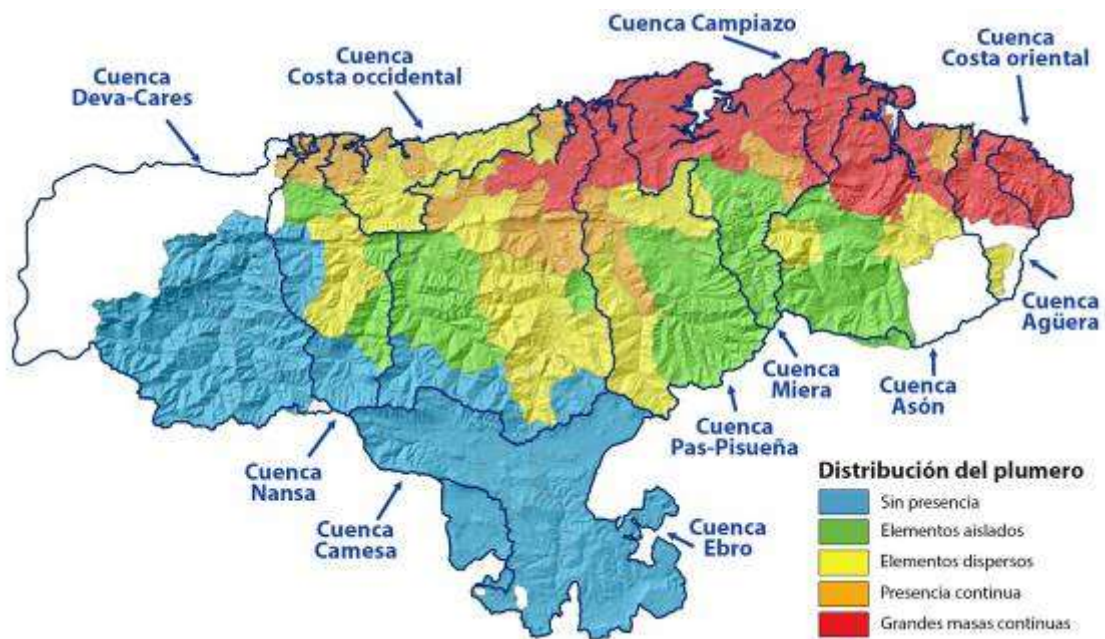 Cuenca Campiazo
Cuenca
Costa oriental
Cuenca
Costa occidental
Cuenca
Deva-Cares
Cuenca
Agüera
Cuenca
Miera
Cuenca
Asón
Cuenca
Pas-Pisueña
Cuenca
Nansa
Cuenca
Camesa
Cuenca
Ebro
Distribución del plumero
Sin presencia
Elementos aislados
Elementos dispersos
Presencia continua
Grandes masas continuas